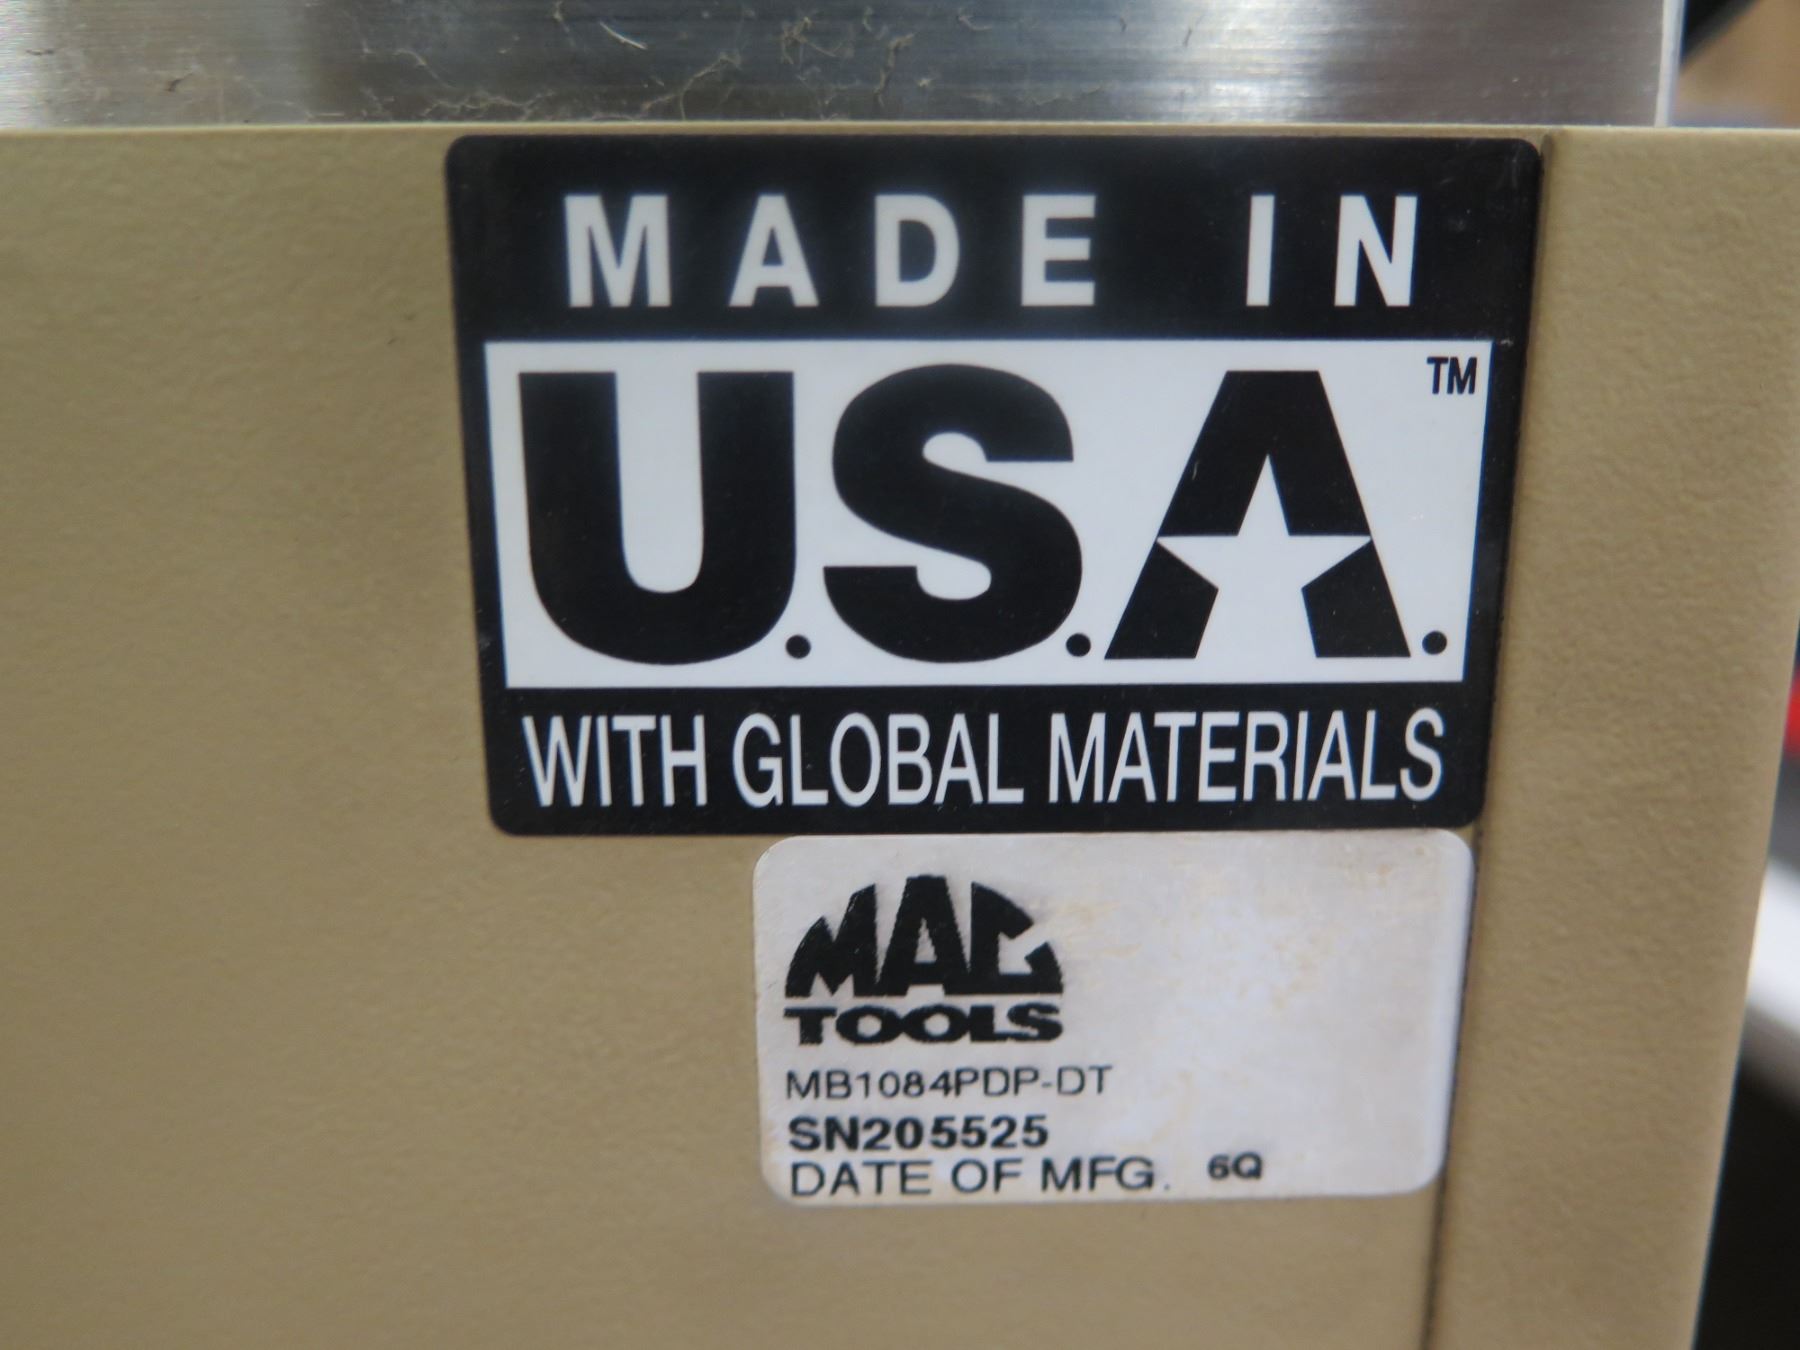 MADE IN
U.S.A.™
WITH GLOBAL MATERIALS
MAC
TOOLS
MB1084PDP-DT
SN205525
DATE OF MFG. 6Q